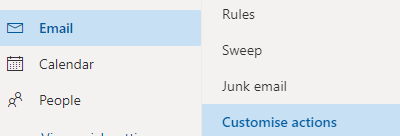 Email
Calendar
People
Rules
Sweep
Junk email
Customise actions